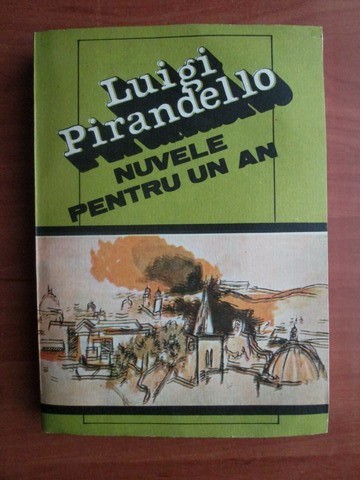 Luigi
Pirandello
NUVELE
PENTRU UN AN